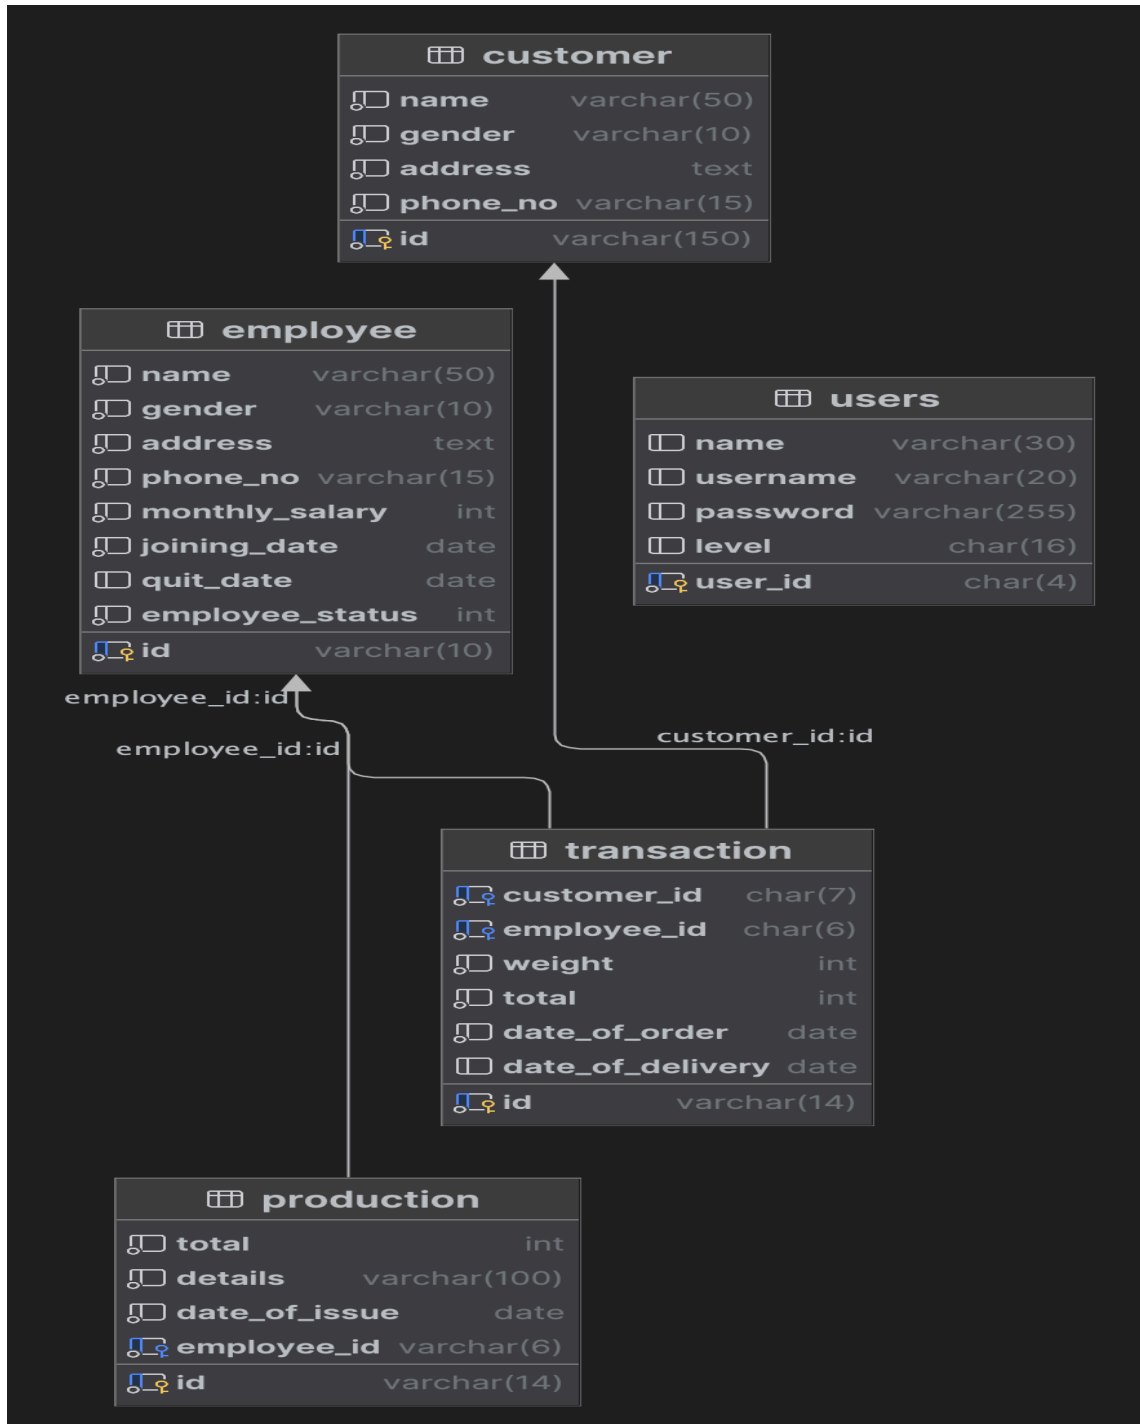 customer
name varchar(50)
gender varchar(10)
address text
phone_no varchar(15)
id varchar(150)
employee
name varchar(50)
gender varchar(10)
address text
phone_no varchar(15)
monthly_salary int
joining_date date
quit_date date
employee_status int
id varchar(10)
users
name varchar(30)
username varchar(20)
password varchar(255)
level char(16)
user_id char(4)
employee_id:id
employee_id:id
customer_id:id
transaction
customer_id char(7)
employee_id char(6)
weight int
total int
date_of_order date
date_of_delivery date
id varchar(14)
production
total int
details varchar(100)
date_of_issue date
employee_id varchar(6)
id varchar(14)